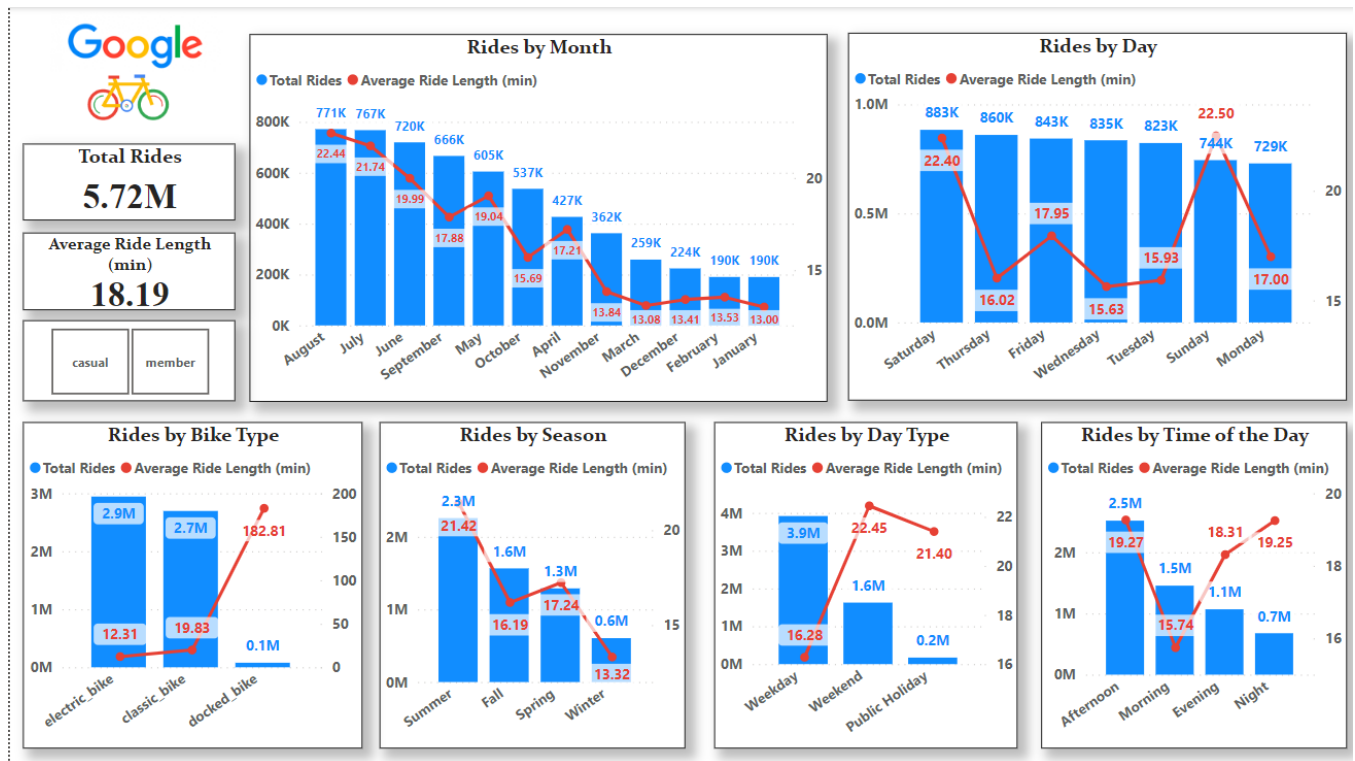 Google
Total Rides
5.72M
Average Ride Length
(min)
18.19
casual
member
Rides by Month
Total Rides Average Ride Length (min)
800K
600K
400K
200K
0K
771K 767K 720K 666K 605K 537K 427K 362K 259K 224K 190K 190K
22.44 21.74 19.99 17.88 19.04 15.69 17.21 13.84 13.08 13.41 13.53 13.00
20
15
August July June September May October April November March December February January
Rides by Day
Total Rides Average Ride Length (min)
1.0M
0.5M
0.0M
883K 860K 843K 835K 823K 744K 729K
22.40 16.02 17.95 15.63 15.93 22.50 17.00
20
15
Saturday Thursday Friday Wednesday Tuesday Sunday Monday
Rides by Bike Type
Total Rides Average Ride Length (min)
3M
2M
1M
0M
2.9M 2.7M 0.1M
12.31 19.83 182.81
200
150
100
50
0
electric_bike classic_bike docked_bike
Rides by Season
Total Rides Average Ride Length (min)
2M
1M
0M
2.3M 1.6M 1.3M 0.6M
21.42 16.19 17.24 13.32
20
15
Summer Fall Spring Winter
Rides by Day Type
Total Rides Average Ride Length (min)
4M
3M
2M
1M
0M
3.9M 1.6M 0.2M
16.28 22.45 21.40
22
20
18
16
Weekday Weekend Public Holiday
Rides by Time of the Day
Total Rides Average Ride Length (min)
2M
1M
0M
2.5M 1.5M 1.1M 0.7M
19.27 15.74 18.31 19.25
20
18
16
Afternoon Morning Evening Night